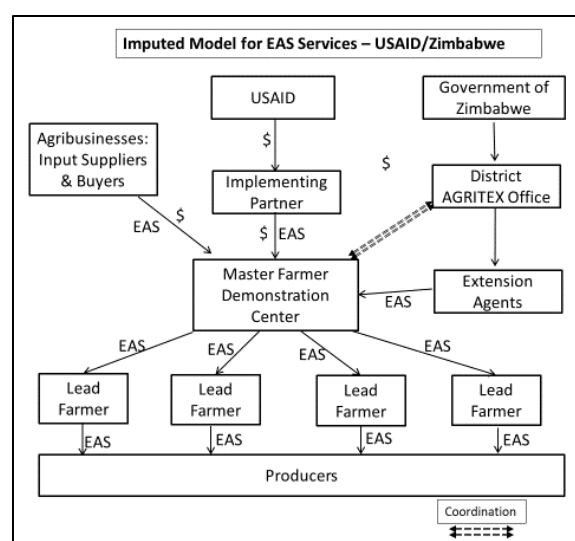 Imputed Model for EAS Services – USAID/Zimbabwe
USAID
Government of
Zimbabwe
Agribusinesses:
Input Suppliers
& Buyers
$
$
Implementing
Partner
District
AGRITEX Office
$
EAS
$
EAS
Master Farmer
Demonstration
Center
Extension
Agents
EAS
EAS
EAS
EAS
EAS
Lead
Farmer
Lead
Farmer
Lead
Farmer
Lead
Farmer
EAS
EAS
EAS
EAS
Producers
Coordination